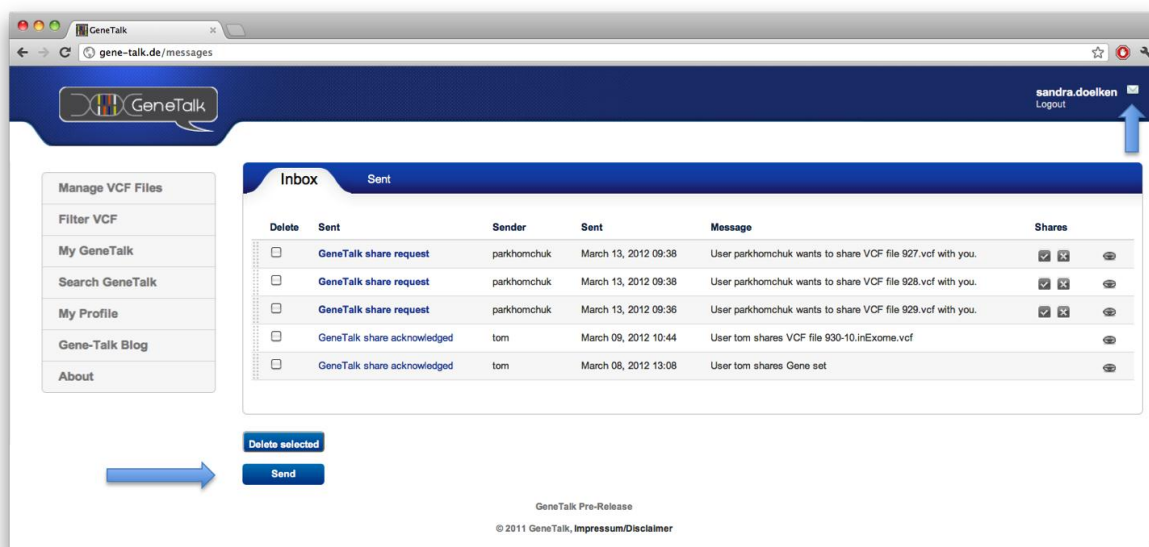 GeneTalk
gene-talk.de/messages
GeneTalk
sandra.doelken
Logout
Manage VCF Files
Filter VCF
My GeneTalk
Search GeneTalk
My Profile
Gene-Talk Blog
About
Inbox Sent
Delete Sent Sender Sent Message Shares
GeneTalk share request parkhomchuk March 13, 2012 09:38 User parkhomchuk wants to share VCF file 927.vcf with you.
GeneTalk share request parkhomchuk March 13, 2012 09:38 User parkhomchuk wants to share VCF file 928.vcf with you.
GeneTalk share request parkhomchuk March 13, 2012 09:36 User parkhomchuk wants to share VCF file 929.vcf with you.
GeneTalk share acknowledged tom March 09, 2012 10:44 User tom shares VCF file 930-10.inExome.vcf
GeneTalk share acknowledged tom March 08, 2012 13:08 User tom shares Gene set
Delete selected
Send
GeneTalk Pre-Release
© 2011 GeneTalk, Impressum/Disclaimer